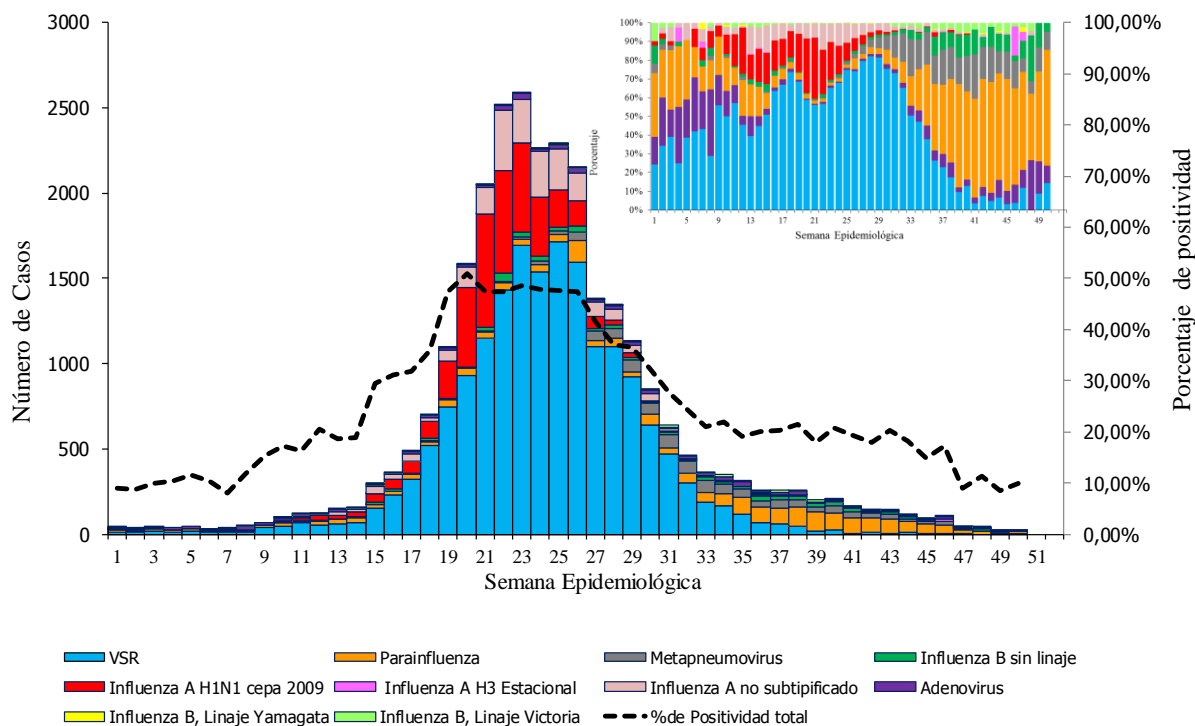 3000
2500
2000
1500
1000
500
0
Número de Casos
100,00%
90,00%
80,00%
70,00%
60,00%
50,00%
40,00%
30,00%
20,00%
10,00%
0,00%
Porcentaje de positividad
1 3 5 7 9 11 13 15 17 19 21 23 25 27 29 31 33 35 37 39 41 43 45 47 49 51
Semana Epidemiológica
100%
90%
80%
70%
60%
50%
40%
30%
20%
10%
0%
Porcentaje
1 5 9 13 17 21 25 29 33 37 41 45 49
Semana Epidemiológica
VSR Parainfluenza Metapneumovirus Influenza B sin linaje
Influenza A H1N1 cepa 2009 Influenza A H3 Estacional Influenza A no subtipificado Adenovirus
Influenza B, Linaje Yamagata Influenza B, Linaje Victoria %de Positividad total